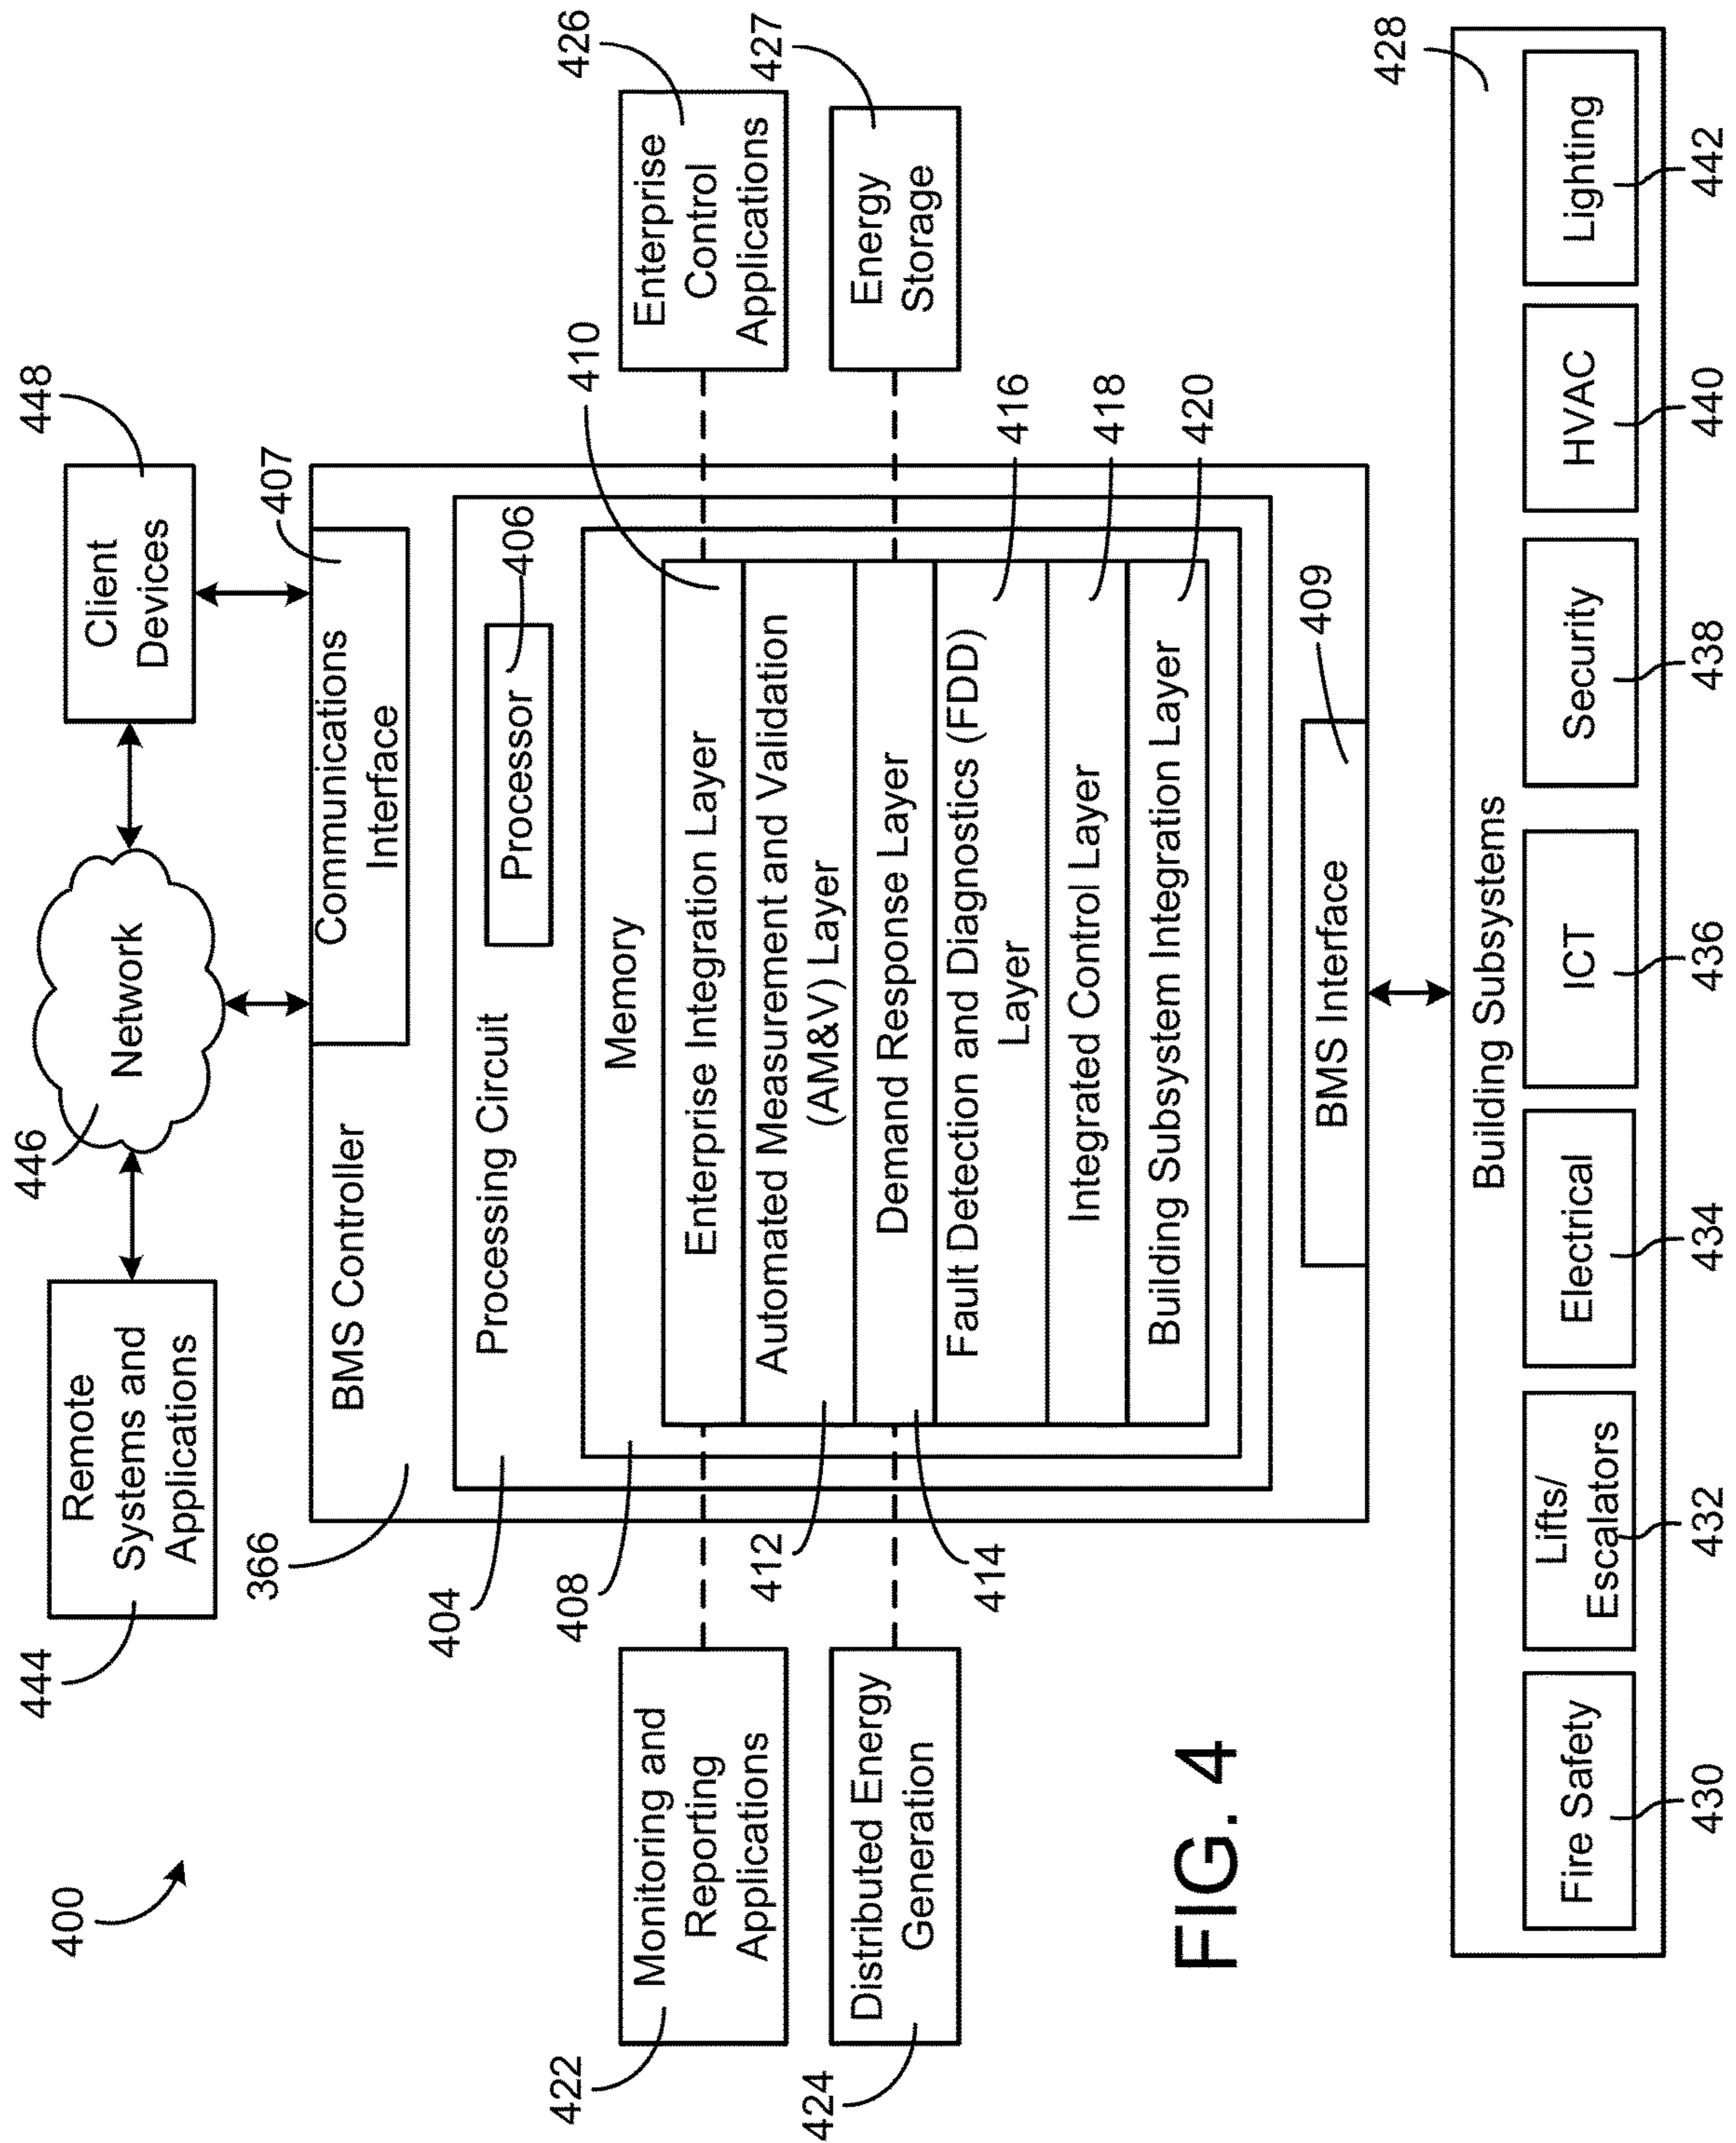 400
444
Remote
Systems and
Applications
446
Network
Client
Devices
448
366
BMS Controller
Communications
Interface
407
404
Processing Circuit
Processor
406
408
Memory
410
Enterprise Integration Layer
Automated Measurement and Validation
(AM&V) Layer
412
Demand Response Layer
414
Fault Detection and Diagnostics (FDD)
Layer
416
Integrated Control Layer
418
Building Subsystem Integration Layer
420
422
Monitoring and
Reporting
Applications
424
Distributed Energy
Generation
426
Enterprise
Control
Applications
427
Energy
Storage
BMS Interface
409
FIG. 4
428
Building Subsystems
Fire Safety
Lifts/
Escalators
Electrical
ICT
Security
HVAC
Lighting
430
432
434
436
438
440
442